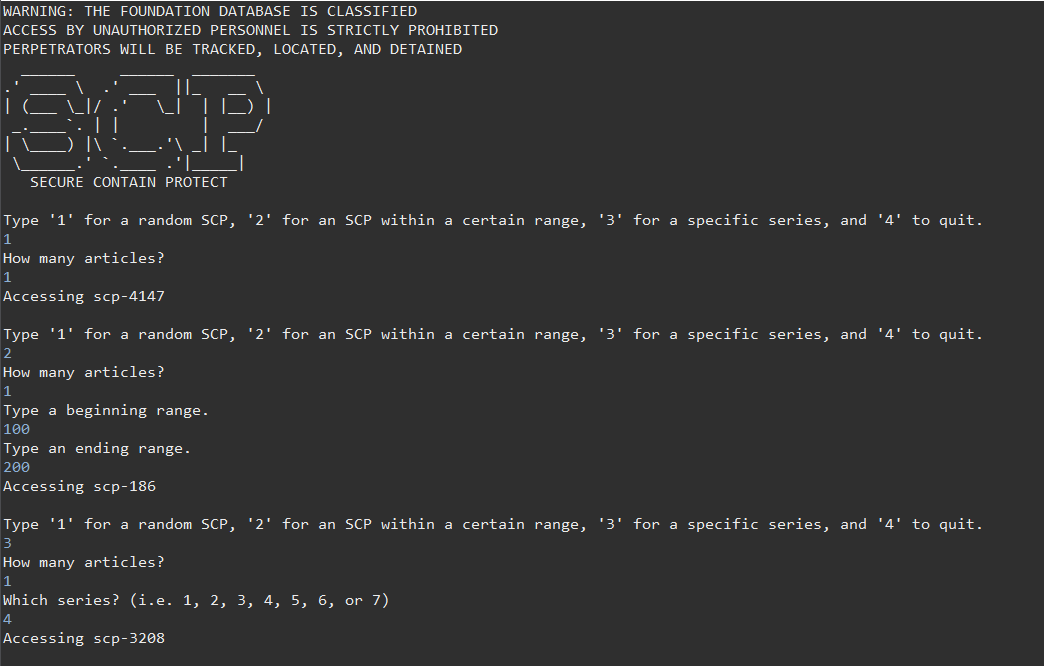 WARNING: THE FOUNDATION DATABASE IS CLASSIFIED
ACCESS BY UNAUTHORIZED PERSONNEL IS STRICTLY PROHIBITED
PERPETRATORS WILL BE TRACKED, LOCATED, AND DETAINED
SCP
SECURE CONTAIN PROTECT
Type '1' for a random SCP, '2' for an SCP within a certain range, '3' for a specific series, and '4' to quit.
1
How many articles?
1
Accessing scp-4147
Type '1' for a random SCP, '2' for an SCP within a certain range, '3' for a specific series, and '4' to quit.
2
How many articles?
1
Type a beginning range.
100
Type an ending range.
200
Accessing scp-186
Type '1' for a random SCP, '2' for an SCP within a certain range, '3' for a specific series, and '4' to quit.
3
How many articles?
1
Which series? (i.e. 1, 2, 3, 4, 5, 6, or 7)
4
Accessing scp-3208